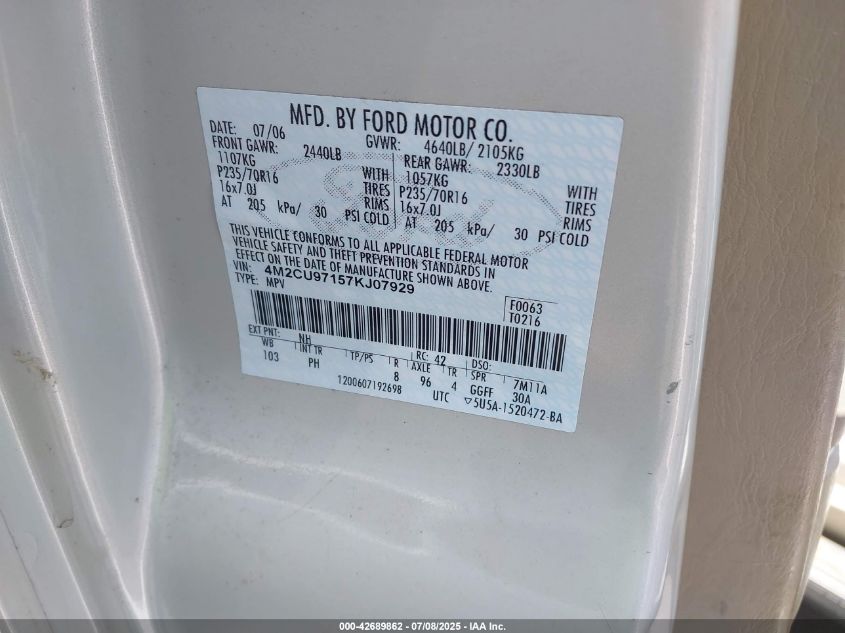 MFD. BY FORD MOTOR CO.
DATE: 07/06 GVWR: 4640LB/ 2105KG
FRONT GAWR: 2440LB REAR GAWR: 2330LB
1107KG WITH 1057KG WITH
P235/70R16 TIRES P235/70R16 TIRES
16x7.0J RIMS 16x7.0J RIMS
AT 205 kPa/ 30 PSI COLD AT 205 kPa/ 30 PSI COLD
THIS VEHICLE CONFORMS TO ALL APPLICABLE FEDERAL MOTOR
VEHICLE SAFETY AND THEFT PREVENTION STANDARDS IN
EFFECT ON THE DATE OF MANUFACTURE SHOWN ABOVE.
VIN: 4M2CU97157KJ07929
TYPE: MPV
F0063
T0216
EXT PNT: NH RC: 42 DSO:
WB INT TR TP/PS R AXLE TR SPR 7M11A
103 PH 8 96 4 GGFF 30A
1200607192698 UTC ▽5U5A-1520472-BA
Ford
000-42689862 - 07/08/2025 - IAA Inc.